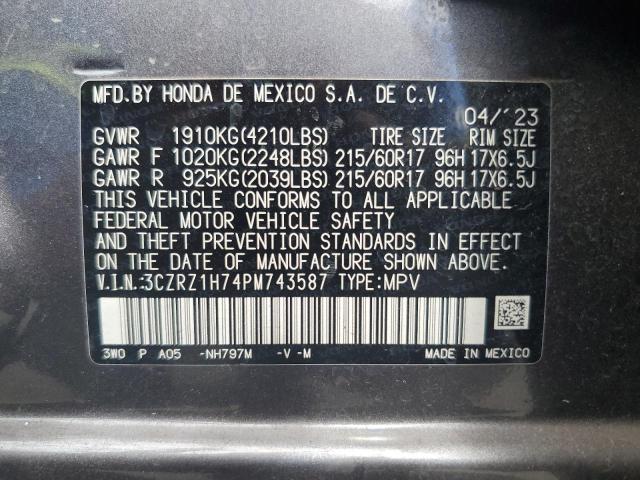 MFD.BY HONDA DE MEXICO S.A. DE C.V.
04/'23
GVWR 1910KG(4210LBS) TIRE SIZE RIM SIZE
GAWR F 1020KG(2248LBS) 215/60R17 96H 17X6.5J
GAWR R 925KG(2039LBS) 215/60R17 96H 17X6.5J
THIS VEHICLE CONFORMS TO ALL APPLICABLE
FEDERAL MOTOR VEHICLE SAFETY
AND THEFT PREVENTION STANDARDS IN EFFECT
ON THE DATE OF MANUFACTURE SHOWN ABOVE.
V.I.N.:3CZRZ1H74PM743587 TYPE:MPV
3W0 P A05 -NH797M -V -M MADE IN MEXICO